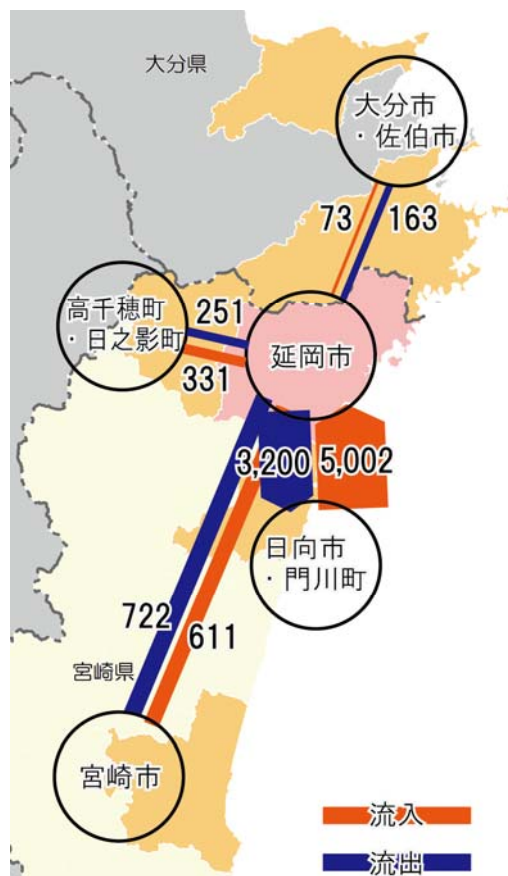 大分県
大分市
・佐伯市
73
163
高千穂町
・日之影町
251
331
延岡市
3,200
5,002
日向市
・門川町
722
611
宮崎県
宮崎市
流入
流出